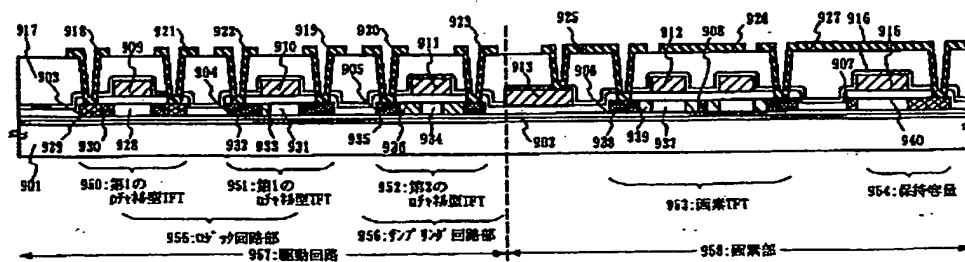 917 918 909 921 922 910 919 920 911 923 925 912 908 924 927 916 915
903 904 905 913 906 907
929 930 928 932 933 931 935 936 934 902 938 939 937 940
901
950:第1のpチャネル型TFT
951:第1のnチャネル型TFT
952:第2のnチャネル型TFT
953:画素TFT
954:保持容量
955:ロジック回路部
956:サンプリング回路部
957:駆動回路
958:画素部